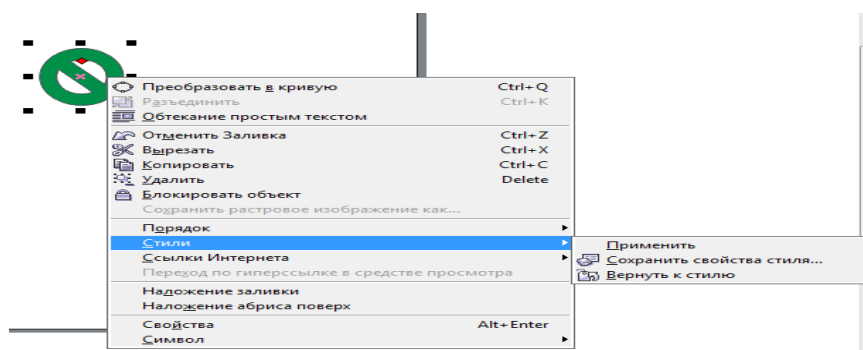 Преобразовать в кривую Ctrl+Q
Разъединить Ctrl+K
Обтекание простым текстом
Отменить Заливка Ctrl+Z
Вырезать Ctrl+X
Копировать Ctrl+C
Удалить Delete
Блокировать объект
Сохранить растровое изображение как...
Порядок
Стили
Применить
Ссылки Интернета
Сохранить свойства стиля...
Переход по гиперссылке в средстве просмотра
Вернуть к стилю
Наложение заливки
Наложение абриса поверх
Свойства Alt+Enter
Символ